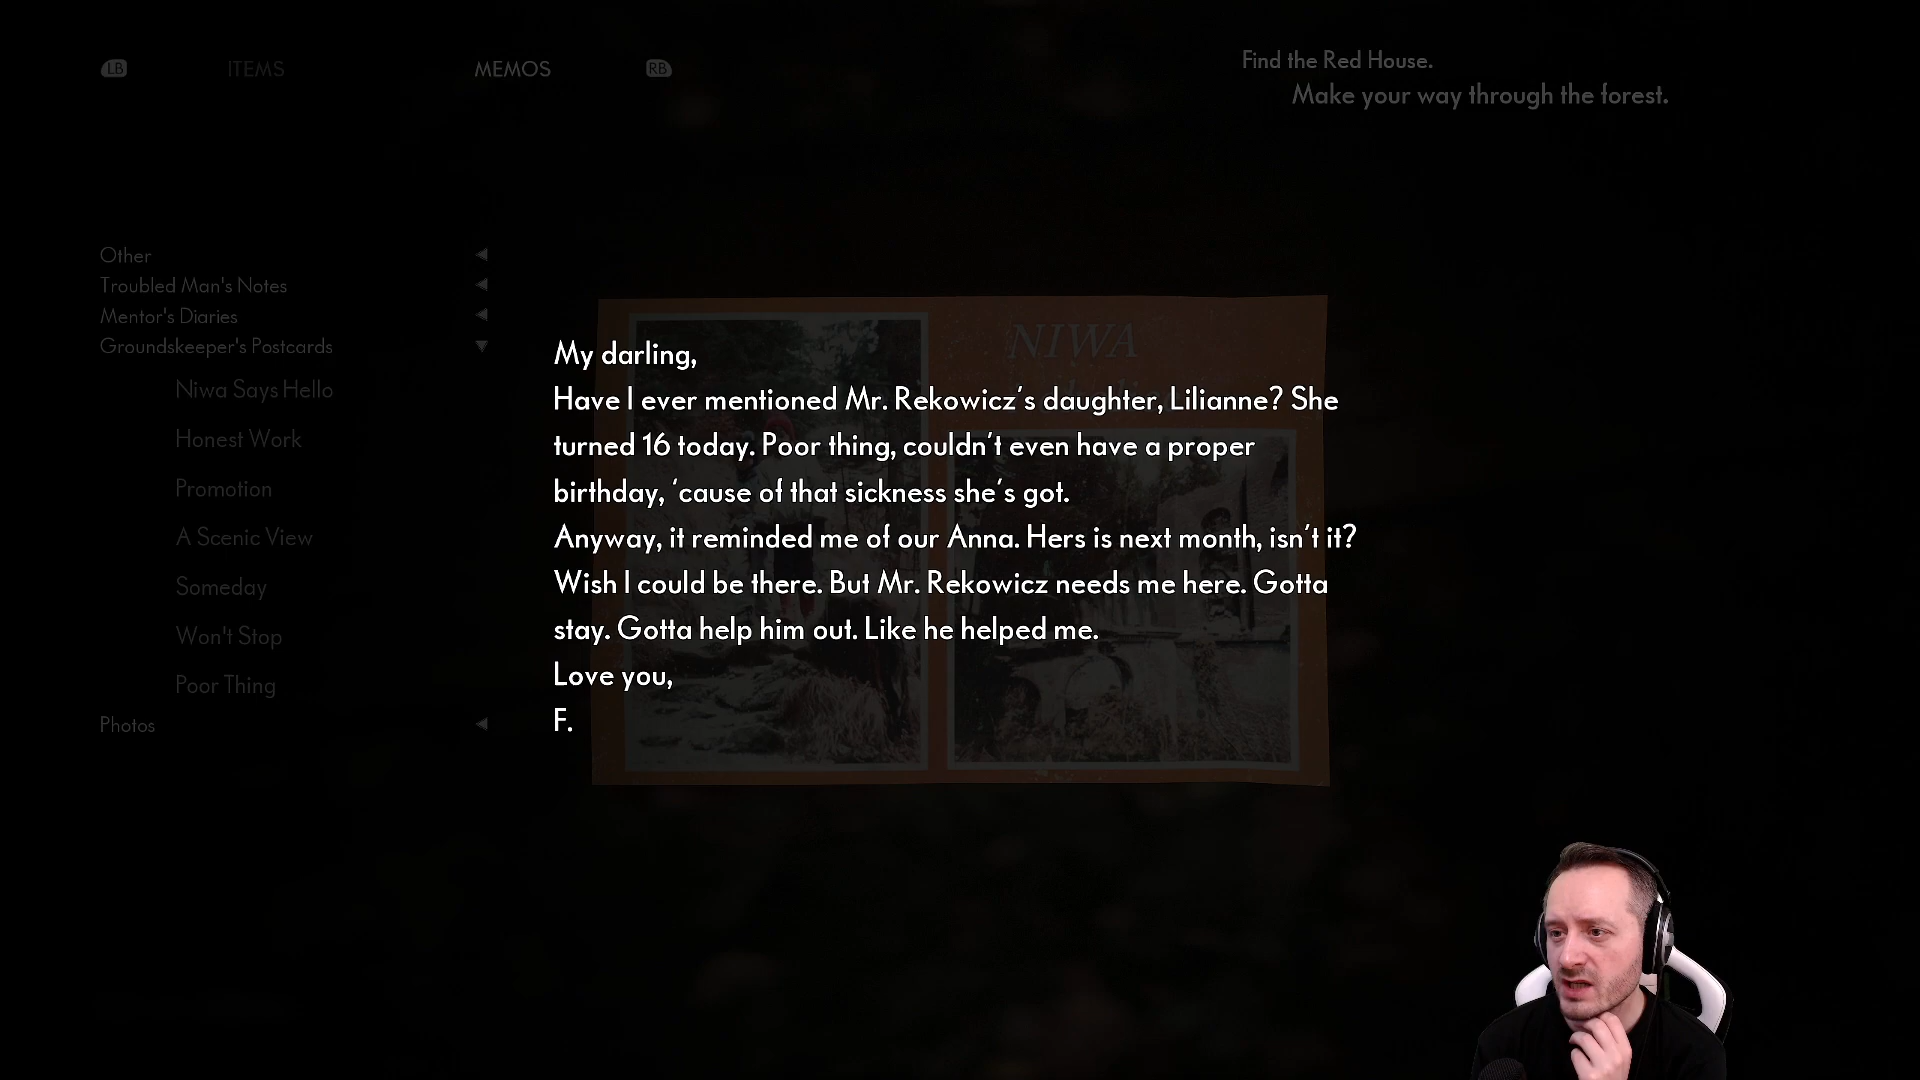 LB
ITEMS
MEMOS
RB
Find the Red House.
Make your way through the forest.
Other
Troubled Man's Notes
Mentor's Diaries
Groundskeeper's Postcards
Niwa Says Hello
Honest Work
Promotion
A Scenic View
Someday
Won't Stop
Poor Thing
Photos
NIWA
My darling,
Have I ever mentioned Mr. Rekowicz's daughter, Lilianne? She
turned 16 today. Poor thing, couldn't even have a proper
birthday, ‘cause of that sickness she's got.
Anyway, it reminded me of our Anna. Hers is next month, isn't it?
Wish I could be there. But Mr. Rekowicz needs me here. Gotta
stay. Gotta help him out. Like he helped me.
Love you,
F.